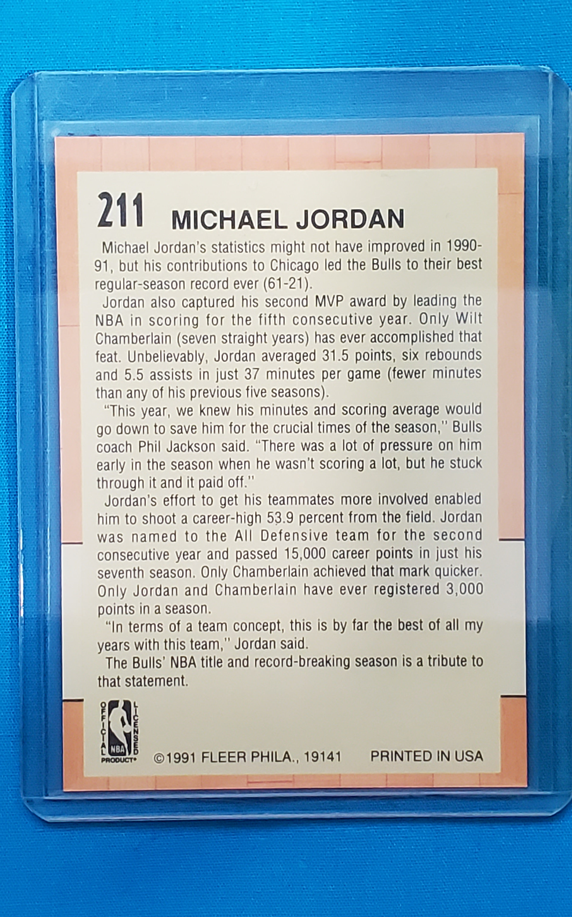 211 MICHAEL JORDAN
Michael Jordan's statistics might not have improved in 1990-
91, but his contributions to Chicago led the Bulls to their best
regular-season record ever (61-21).
Jordan also captured his second MVP award by leading the
NBA in scoring for the fifth consecutive year. Only Wilt
Chamberlain (seven straight years) has ever accomplished that
feat. Unbelievably, Jordan averaged 31.5 points, six rebounds
and 5.5 assists in just 37 minutes per game (fewer minutes
than any of his previous five seasons).
“This year, we knew his minutes and scoring average would
go down to save him for the crucial times of the season,” Bulls
coach Phil Jackson said. “There was a lot of pressure on him
early in the season when he wasn't scoring a lot, but he stuck
through it and it paid off.”
Jordan's effort to get his teammates more involved enabled
him to shoot a career-high 53.9 percent from the field. Jordan
was named to the All Defensive team for the second
consecutive year and passed 15,000 career points in just his
seventh season. Only Chamberlain achieved that mark quicker.
Only Jordan and Chamberlain have ever registered 3,000
points in a season.
“In terms of a team concept, this is by far the best of all my
years with this team,” Jordan said.
The Bulls' NBA title and record-breaking season is a tribute to
that statement.
OFFICIAL LICENSED
NBA
PRODUCT®
©1991 FLEER PHILA., 19141 PRINTED IN USA